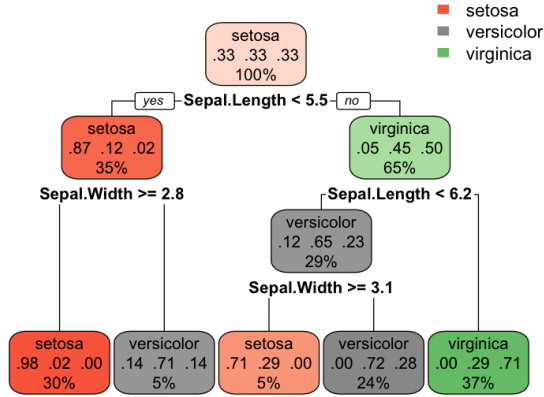 setosa
versicolor
virginica
setosa
.33 .33 .33
100%
yes Sepal.Length < 5.5 no
setosa
.87 .12 .02
35%
virginica
.05 .45 .50
65%
Sepal.Width >= 2.8
Sepal.Length < 6.2
versicolor
.12 .65 .23
29%
Sepal.Width >= 3.1
setosa
.98 .02 .00
30%
versicolor
.14 .71 .14
5%
setosa
.71 .29 .00
5%
versicolor
.00 .72 .28
24%
virginica
.00 .29 .71
37%